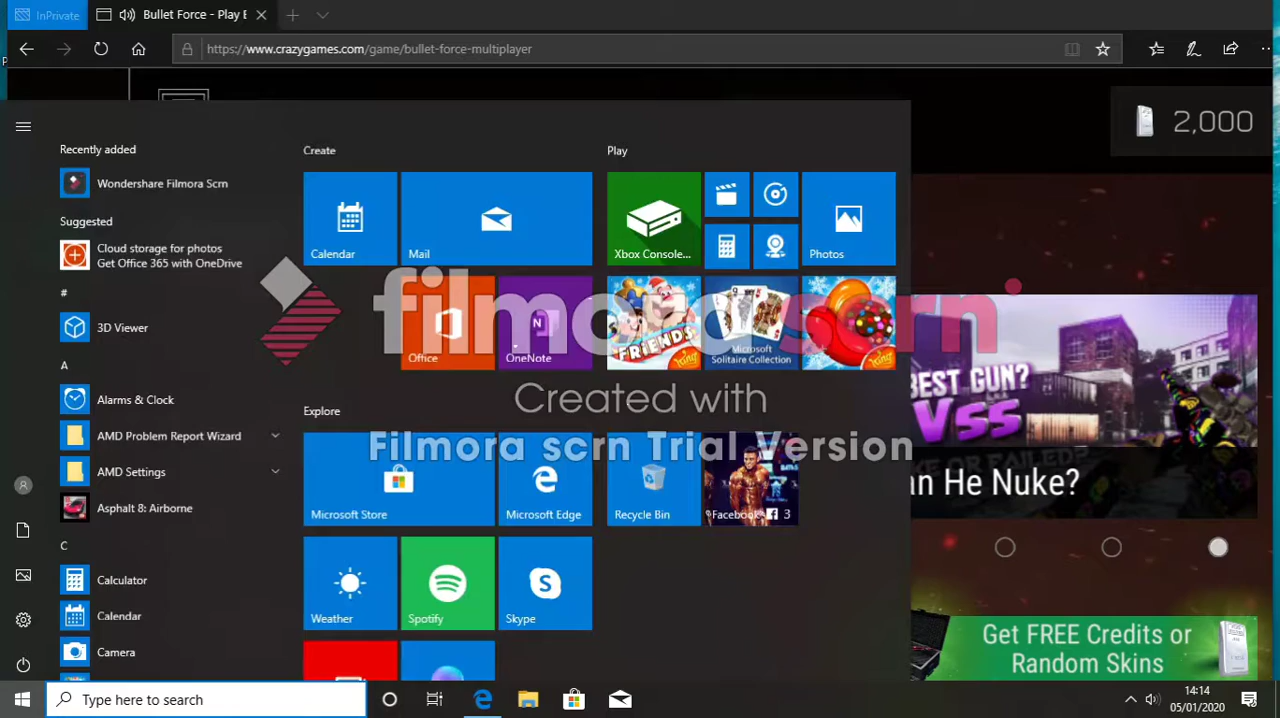 InPrivate
Bullet Force - Play B
https://www.crazygames.com/game/bullet-force-multiplayer
2,000
Recently added
Wondershare Filmora Scrn
Suggested
Cloud storage for photos
Get Office 365 with OneDrive
#
3D Viewer
A
Alarms & Clock
AMD Problem Report Wizard
AMD Settings
Asphalt 8: Airborne
C
Calculator
Calendar
Camera
Create
Calendar
Mail
Office
OneNote
Explore
Microsoft Store
Microsoft Edge
Weather
Spotify
Skype
Play
Xbox Console...
Photos
FRIENDS
King
Microsoft
Solitaire Collection
King
Recycle Bin
Facebook
3
filmora scrn
Created with
Filmora scrn Trial Version
BEST GUN?
VSS
an He Nuke?
Get FREE Credits or
Random Skins
Type here to search
14:14
05/01/2020